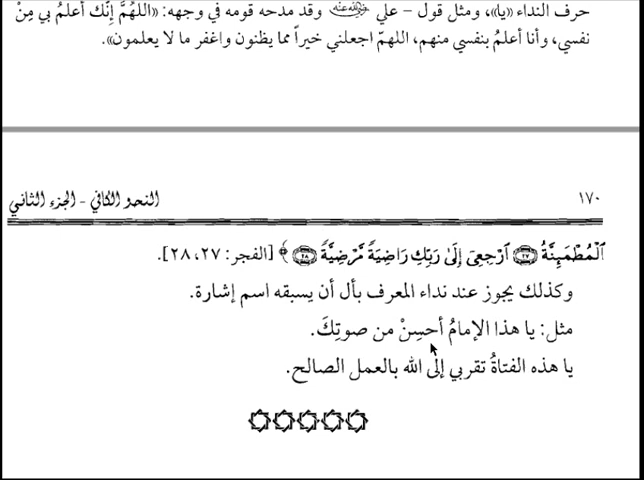 حرف النداء «يا»، ومثل قول – علي رضي الله عنه وقد مدحه قومه في وجهه: «اللهُمَّ إنَّك أعلمُ بي مِنْ
نفسي، وأنا أعلمُ بنفسي منهم، اللهمّ اجعلني خيراً مما يظنون واغفر ما لا يعلمون».
١٧٠
النحو الكافي - الجزء الثاني
ٱلْمُطْمَئِنَّةُ ٢٧ ٱرْجِعِىٓ إِلَىٰ رَبِّكِ رَاضِيَةً مَّرْضِيَّةً ٢٨ ﴾ [الفجر: ٢٧، ٢٨].
وكذلك يجوز عند نداء المعرف بأل أن يسبقه اسم إشارة.
مثل: يا هذا الإمامُ أحسِنْ من صوتِكَ.
يا هذه الفتاةُ تقربي إلى الله بالعمل الصالح.